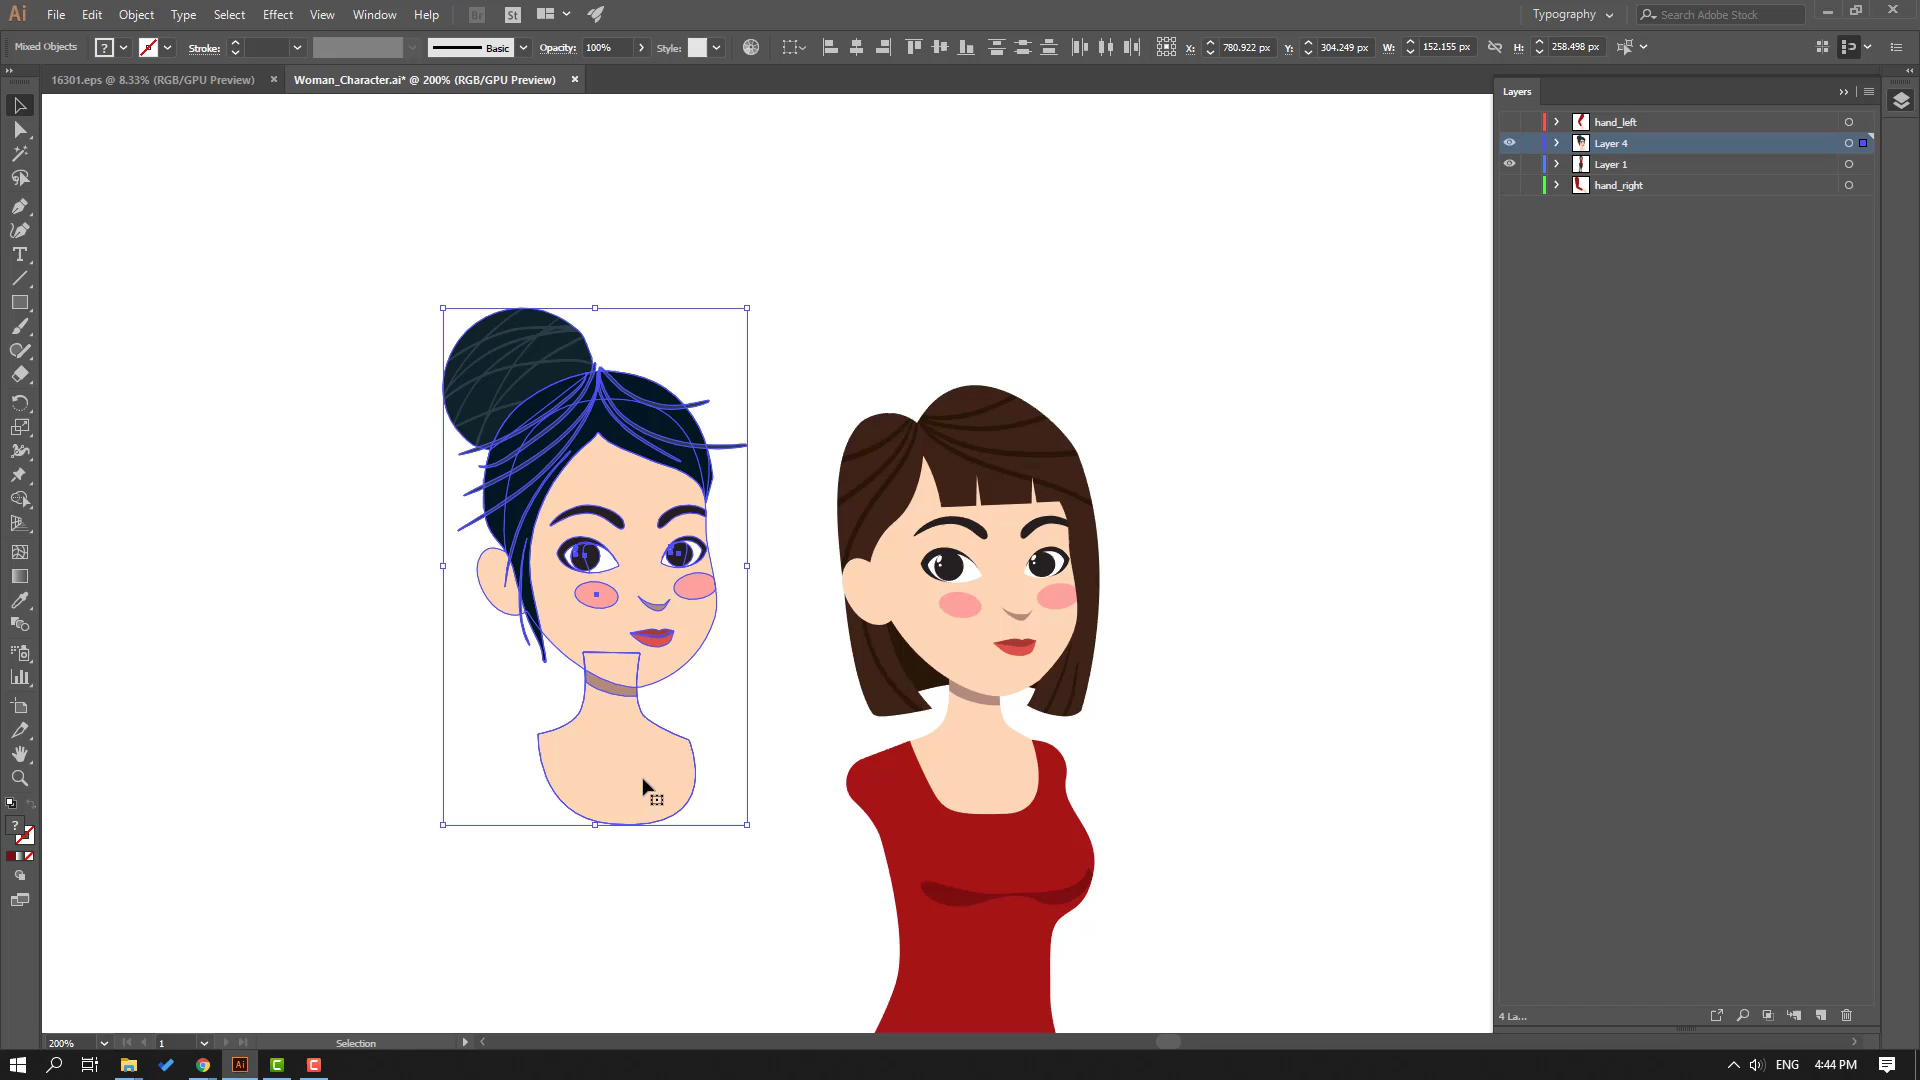 Ai File Edit Object Type Select Effect View Window Help Br St Typography Search Adobe Stock
Mixed Objects ? Stroke: Basic Opacity: 100% Style: X: 780.922 px Y: 304.249 px W: 152.155 px H: 258.498 px
16301.eps @ 8.33% (RGB/GPU Preview) Woman_Character.ai* @ 200% (RGB/GPU Preview)
Layers
hand_left
Layer 4
Layer 1
hand_right
T
?
4 La...
200% 1 Selection
Ai C C ENG 4:44 PM